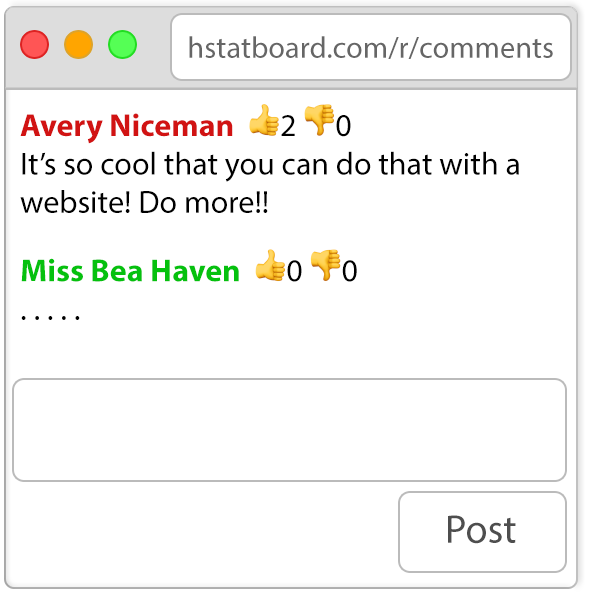 hstatboard.com/r/comments
Avery Niceman 👍2 👎0
It’s so cool that you can do that with a
website! Do more!!
Miss Bea Haven 👍0 👎0
. . . . .
Post